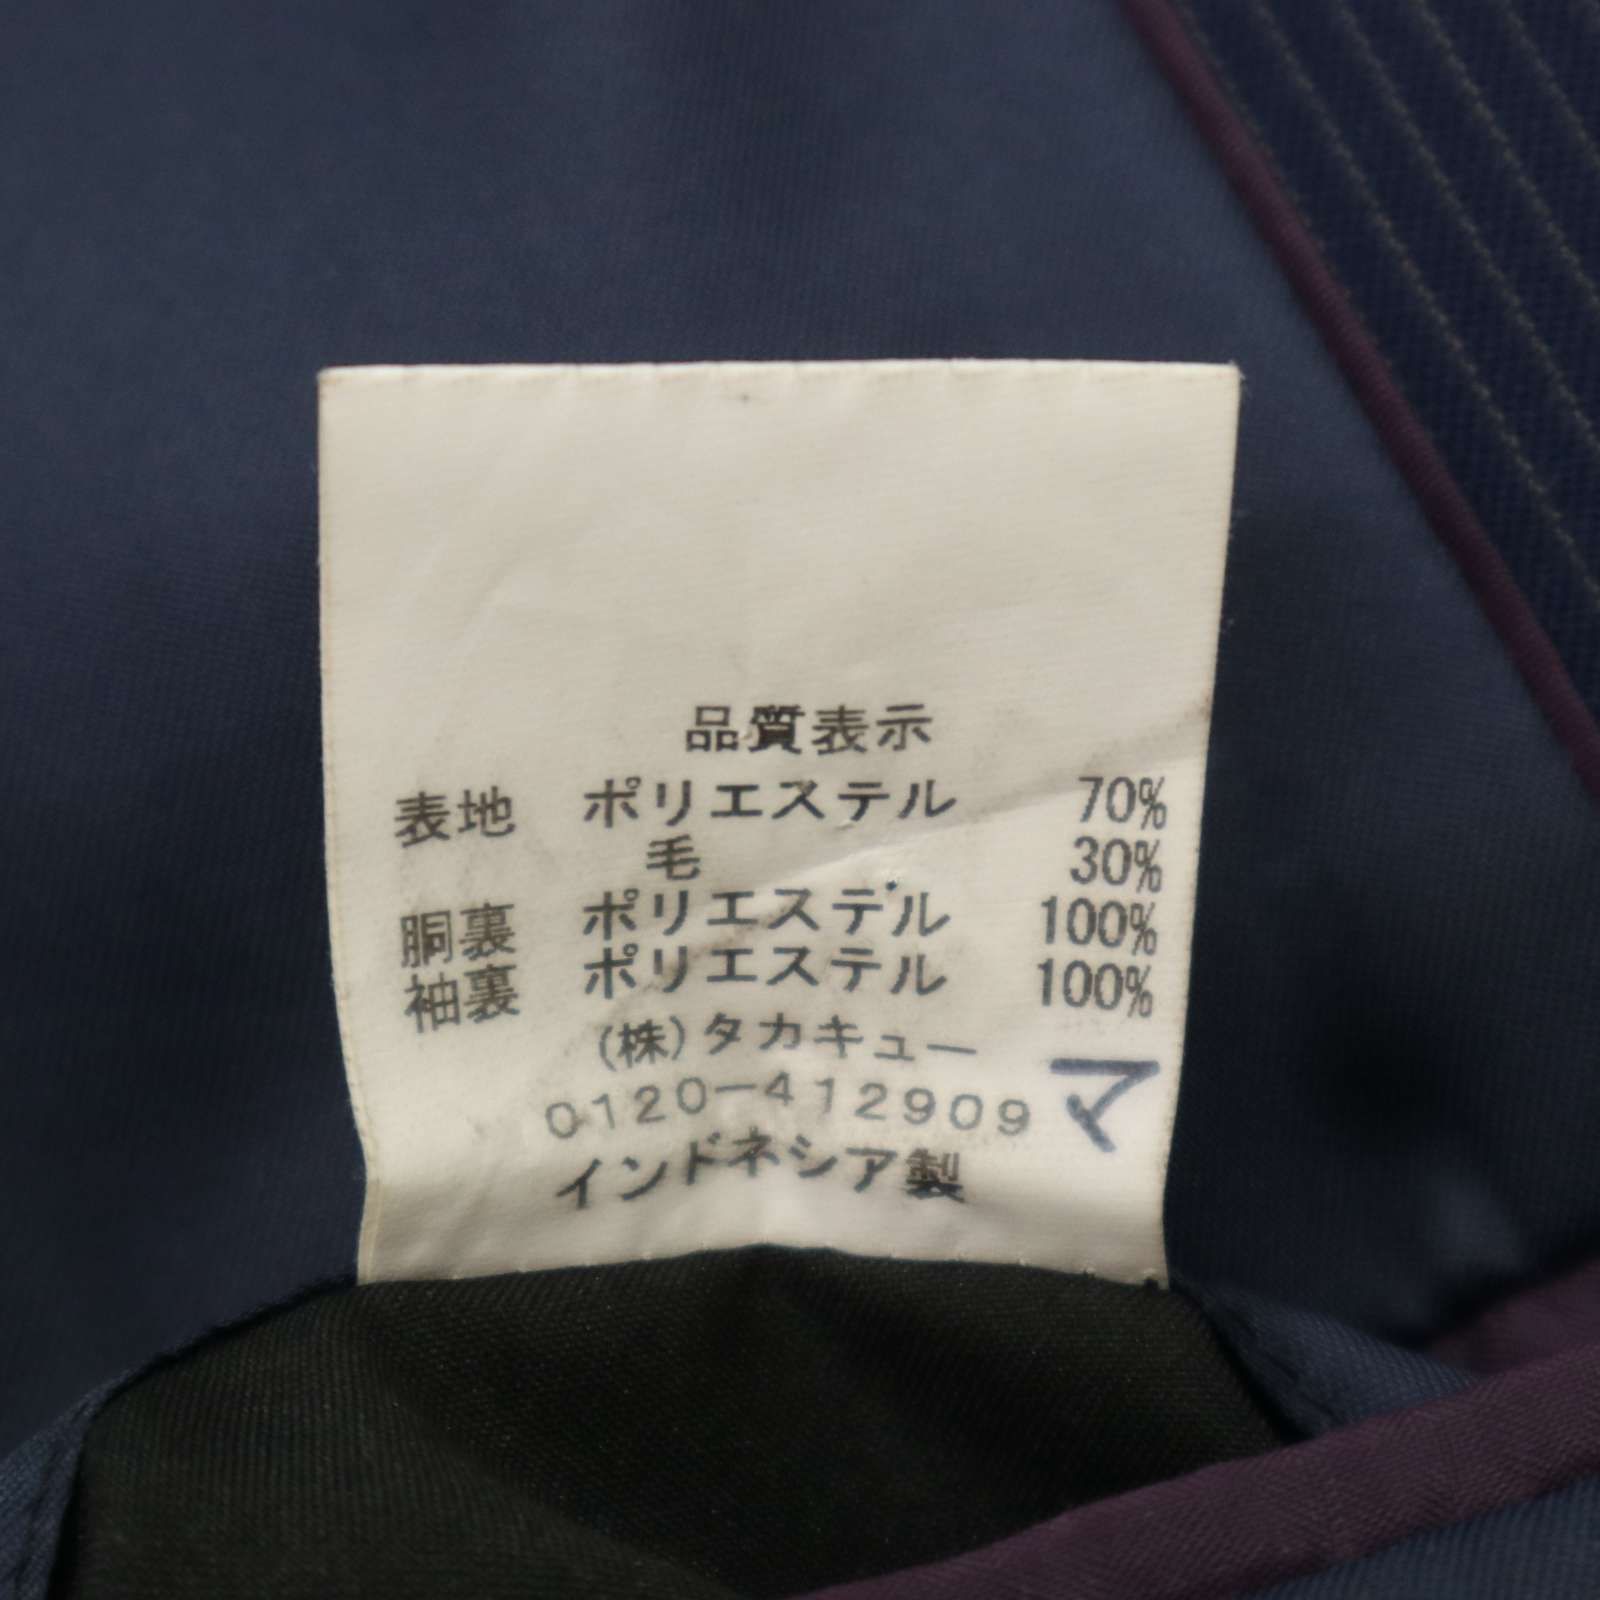 品質表示
表地 ポリエステル 70%
毛 30%
胴裏 ポリエステル 100%
袖裏 ポリエステル 100%
(株)タカキュー
0120-412909 マ
インドネシア製